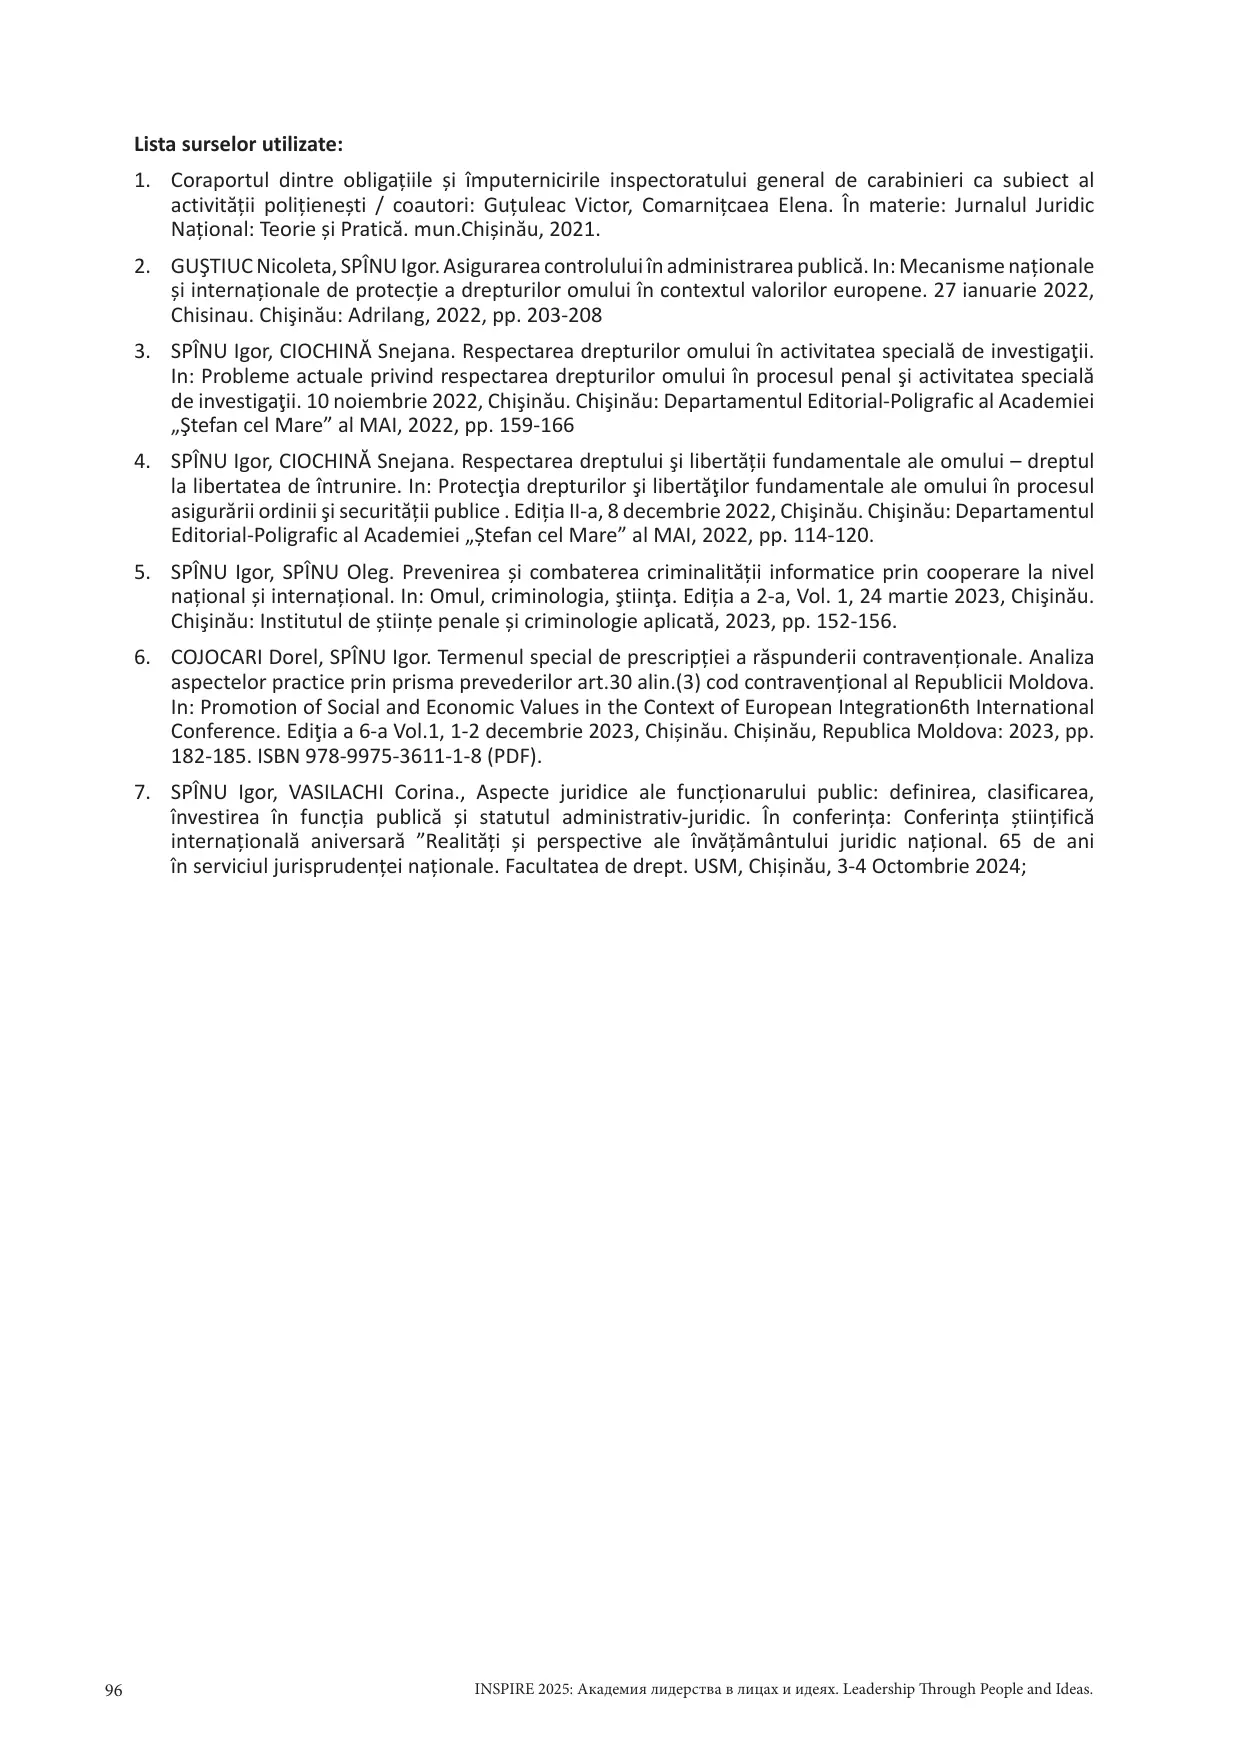 Lista surselor utilizate:
1. Coraportul dintre obligațiile și împuternicirile inspectoratului general de carabinieri ca subiect al
activității polițienești / coautori: Guțuleac Victor, Comarnițcaea Elena. În materie: Jurnalul Juridic
Național: Teorie și Pratică. mun.Chișinău, 2021.
2. GUŞTIUC Nicoleta, SPÎNU Igor. Asigurarea controlului în administrarea publică. In: Mecanisme naționale
și internaționale de protecție a drepturilor omului în contextul valorilor europene. 27 ianuarie 2022,
Chisinau. Chişinău: Adrilang, 2022, pp. 203-208
3. SPÎNU Igor, CIOCHINĂ Snejana. Respectarea drepturilor omului în activitatea specială de investigaţii.
In: Probleme actuale privind respectarea drepturilor omului în procesul penal şi activitatea specială
de investigaţii. 10 noiembrie 2022, Chişinău. Chişinău: Departamentul Editorial-Poligrafic al Academiei
„Ştefan cel Mare” al MAI, 2022, pp. 159-166
4. SPÎNU Igor, CIOCHINĂ Snejana. Respectarea dreptului şi libertății fundamentale ale omului – dreptul
la libertatea de întrunire. In: Protecţia drepturilor şi libertăţilor fundamentale ale omului în procesul
asigurării ordinii şi securității publice . Ediția II-a, 8 decembrie 2022, Chişinău. Chişinău: Departamentul
Editorial-Poligrafic al Academiei „Ștefan cel Mare” al MAI, 2022, pp. 114-120.
5. SPÎNU Igor, SPÎNU Oleg. Prevenirea și combaterea criminalității informatice prin cooperare la nivel
național și internațional. In: Omul, criminologia, ştiinţa. Ediția a 2-a, Vol. 1, 24 martie 2023, Chişinău.
Chişinău: Institutul de științe penale și criminologie aplicată, 2023, pp. 152-156.
6. COJOCARI Dorel, SPÎNU Igor. Termenul special de prescripției a răspunderii contravenționale. Analiza
aspectelor practice prin prisma prevederilor art.30 alin.(3) cod contravențional al Republicii Moldova.
In: Promotion of Social and Economic Values in the Context of European Integration6th International
Conference. Ediţia a 6-a Vol.1, 1-2 decembrie 2023, Chișinău. Chișinău, Republica Moldova: 2023, pp.
182-185. ISBN 978-9975-3611-1-8 (PDF).
7. SPÎNU Igor, VASILACHI Corina., Aspecte juridice ale funcționarului public: definirea, clasificarea,
învestirea în funcția publică și statutul administrativ-juridic. În conferința: Conferința științifică
internațională aniversară ”Realități și perspective ale învățământului juridic național. 65 de ani
în serviciul jurisprudenței naționale. Facultatea de drept. USM, Chișinău, 3-4 Octombrie 2024;
96 INSPIRE 2025: Академия лидерства в лицах и идеях. Leadership Through People and Ideas.